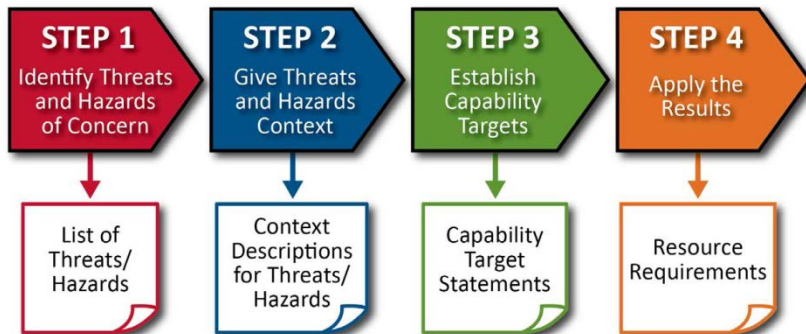 STEP 1
Identify Threats
and Hazards
of Concern
STEP 2
Give Threats
and Hazards
Context
STEP 3
Establish
Capability
Targets
STEP 4
Apply the
Results
List of
Threats/
Hazards
Context
Descriptions
for Threats/
Hazards
Capability
Target
Statements
Resource
Requirements